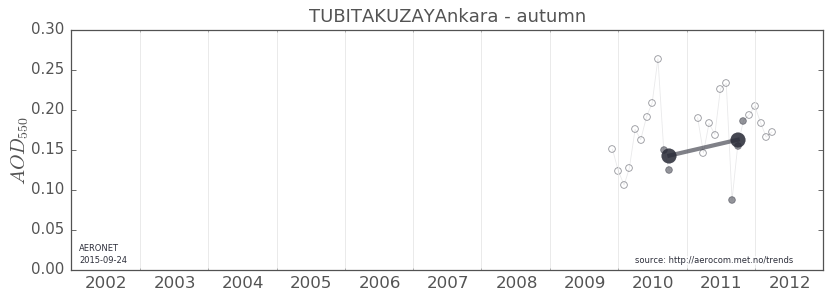 TUBITAKUZAYAnkara - autumn
0.30
0.25
0.20
0.15
0.10
0.05
0.00
AOD550
AERONET
2015-09-24
source: http://aerocom.met.no/trends
2002 2003 2004 2005 2006 2007 2008 2009 2010 2011 2012